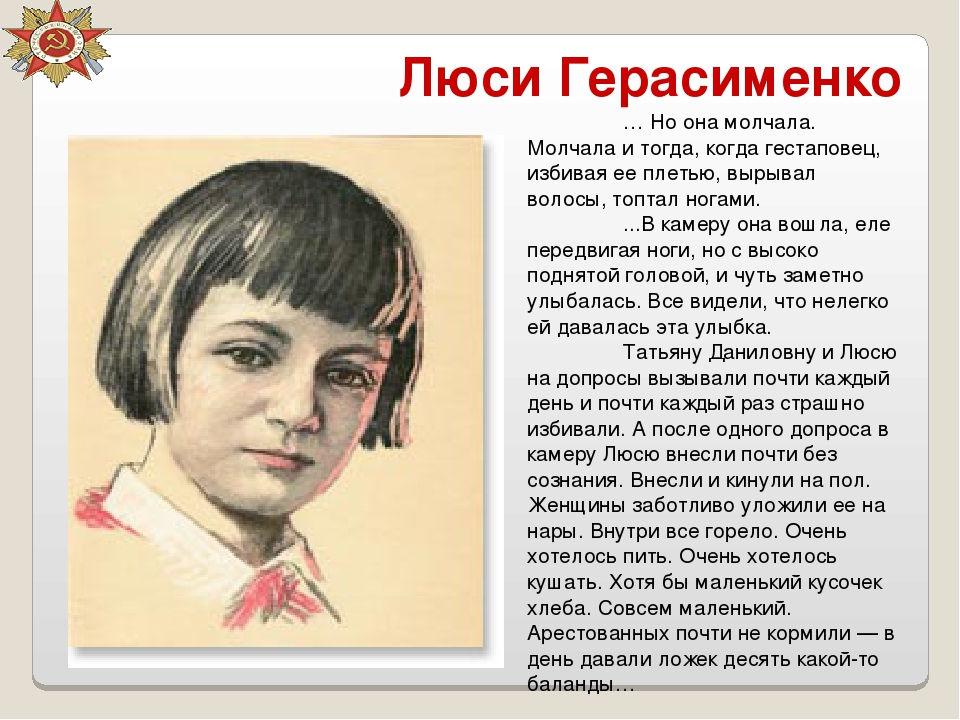 Люси Герасименко
… Но она молчала.
Молчала и тогда, когда гестаповец,
избивая ее плетью, вырывал
волосы, топтал ногами.
...В камеру она вошла, еле
передвигая ноги, но с высоко
поднятой головой, и чуть заметно
улыбалась. Все видели, что нелегко
ей давалась эта улыбка.
Татьяну Даниловну и Люсю
на допросы вызывали почти каждый
день и почти каждый раз страшно
избивали. А после одного допроса в
камеру Люсю внесли почти без
сознания. Внесли и кинули на пол.
Женщины заботливо уложили ее на
нары. Внутри все горело. Очень
хотелось пить. Очень хотелось
кушать. Хотя бы маленький кусочек
хлеба. Совсем маленький.
Арестованных почти не кормили — в
день давали ложек десять какой-то
баланды…